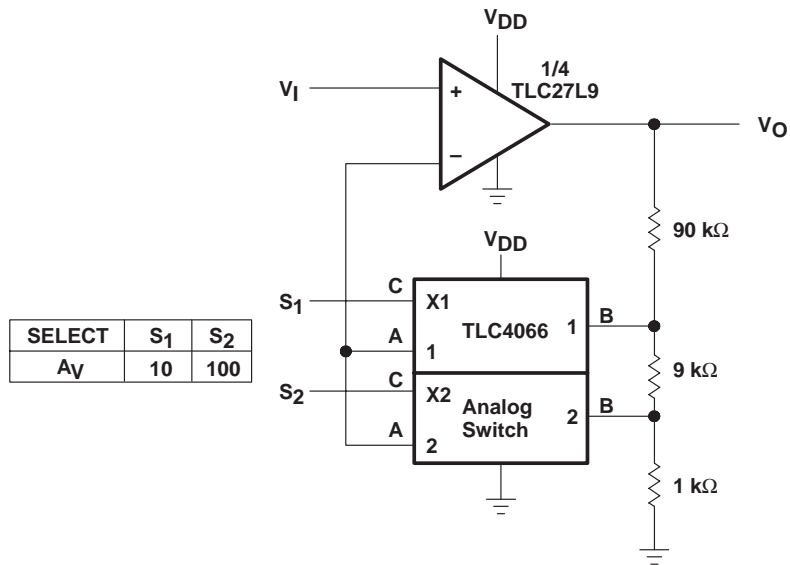 VDD
1/4
TLC27L9
VI
+
−
VO
90 kΩ
VDD
S1
C
X1
TLC4066
1
B
A
1
9 kΩ
SELECT S1 S2
AV 10 100
S2
C
X2
Analog
Switch
2
B
A
2
1 kΩ